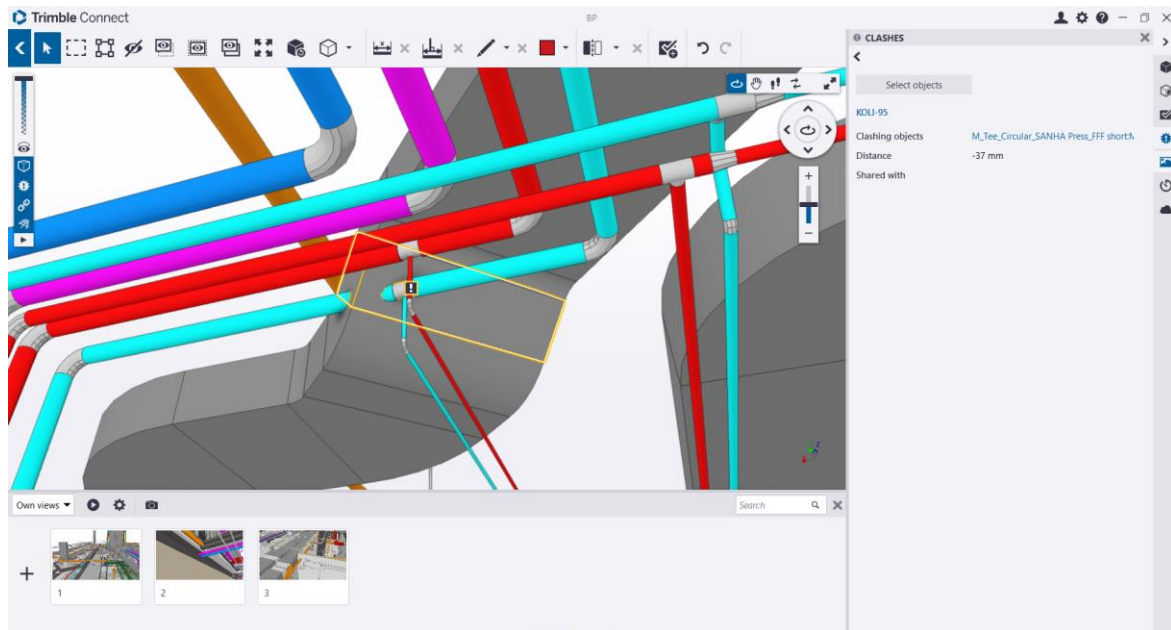 Trimble Connect
BP
CLASHES
Select objects
KOLI-95
Clashing objects M_Tee_Circular_SANHA Press_FFF short:M
Distance -37 mm
Shared with
Own views
Search
1
2
3